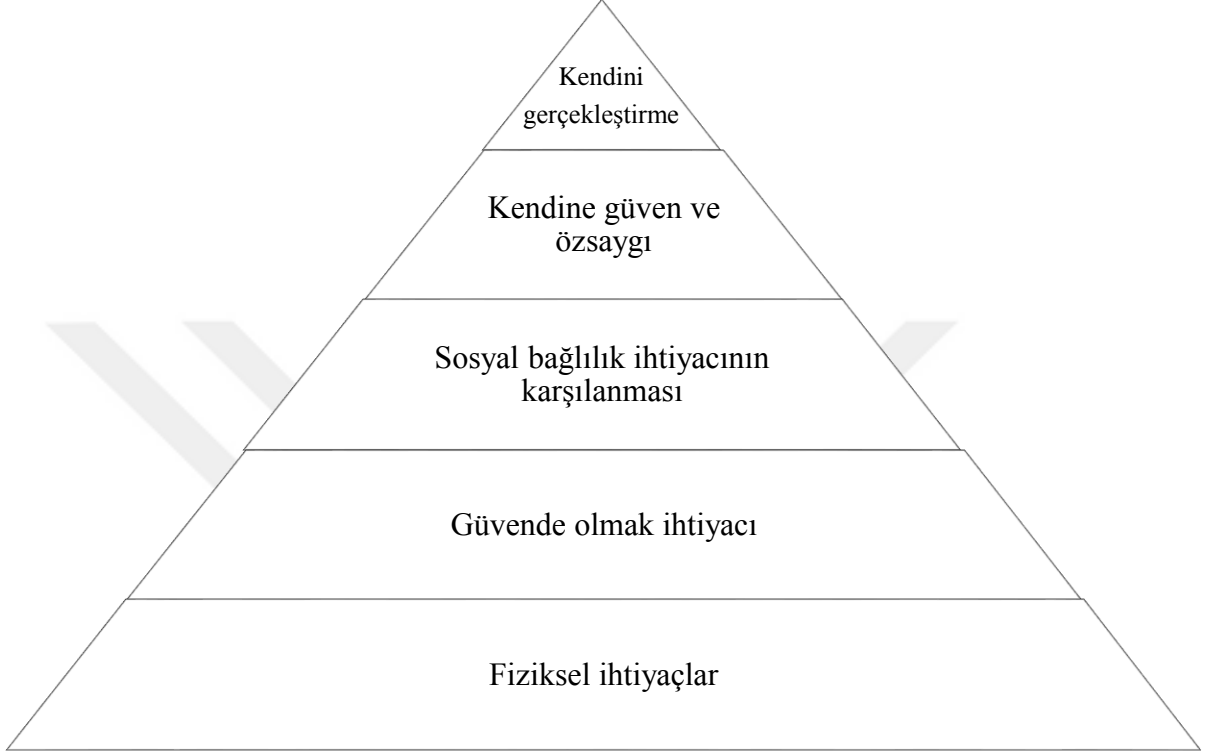 Kendini
gerçekleştirme
Kendine güven ve
özsaygı
Sosyal bağlılık ihtiyacının
karşılanması
Güvende olmak ihtiyacı
Fiziksel ihtiyaçlar